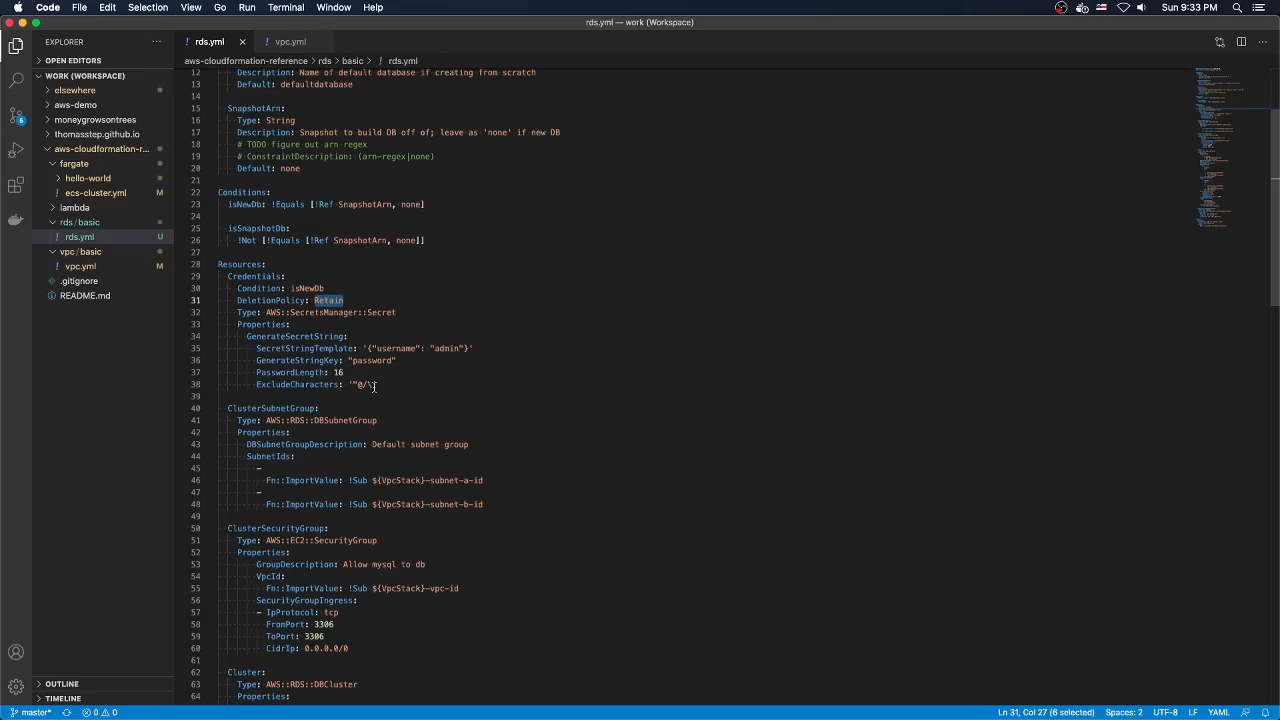 Code File Edit Selection View Go Run Terminal Window Help Sun 9:33 PM
rds.yml — work (Workspace)
EXPLORER
OPEN EDITORS
WORK (WORKSPACE)
elsewhere
aws-demo
moneygrowsontrees
thomasstep.github.io
aws-cloudformation-r...
fargate
hello-world
ecs-cluster.yml M
lambda
rds/basic
rds.yml U
vpc/basic
vpc.yml M
.gitignore
README.md
OUTLINE
TIMELINE
5
rds.yml vpc.yml
aws-cloudformation-reference > rds > basic > rds.yml
12 Description: Name of default database if creating from scratch
13 Default: defaultdatabase
14
15 SnapshotArn:
16 Type: String
17 Description: Snapshot to build DB off of; leave as 'none' if new DB
18 # TODO figure out arn regex
19 # ConstraintDescription: (arn-regex|none)
20 Default: none
21
22 Conditions:
23 isNewDb: !Equals [!Ref SnapshotArn, none]
24
25 isSnapshotDb:
26 !Not [!Equals [!Ref SnapshotArn, none]]
27
28 Resources:
29 Credentials:
30 Condition: isNewDb
31 DeletionPolicy: Retain
32 Type: AWS::SecretsManager::Secret
33 Properties:
34 GenerateSecretString:
35 SecretStringTemplate: '{"username": "admin"}'
36 GenerateStringKey: "password"
37 PasswordLength: 16
38 ExcludeCharacters: '"@/\'
39
40 ClusterSubnetGroup:
41 Type: AWS::RDS::DBSubnetGroup
42 Properties:
43 DBSubnetGroupDescription: Default subnet group
44 SubnetIds:
45 -
46 Fn::ImportValue: !Sub ${VpcStack}-subnet-a-id
47 -
48 Fn::ImportValue: !Sub ${VpcStack}-subnet-b-id
49
50 ClusterSecurityGroup:
51 Type: AWS::EC2::SecurityGroup
52 Properties:
53 GroupDescription: Allow mysql to db
54 VpcId:
55 Fn::ImportValue: !Sub ${VpcStack}-vpc-id
56 SecurityGroupIngress:
57 - IpProtocol: tcp
58 FromPort: 3306
59 ToPort: 3306
60 CidrIp: 0.0.0.0/0
61
62 Cluster:
63 Type: AWS::RDS::DBCluster
64 Properties:
master* 0 0 Ln 31, Col 27 (6 selected) Spaces: 2 UTF-8 LF YAML